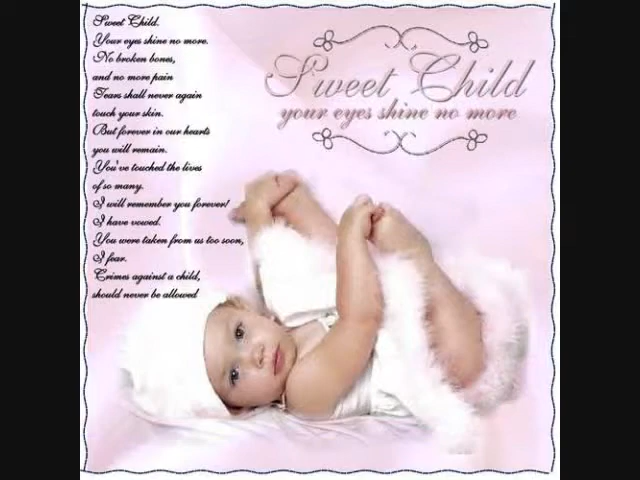 Sweet Child.
Your eyes shine no more.
No broken bones,
and no more pain
Tears shall never again
touch your skin.
But forever in our hearts
you will remain.
You've touched the lives
of so many.
I will remember you forever!
I have vowed.
You were taken from us too soon,
I fear.
Crimes against a child,
should never be allowed
Sweet Child
your eyes shine no more